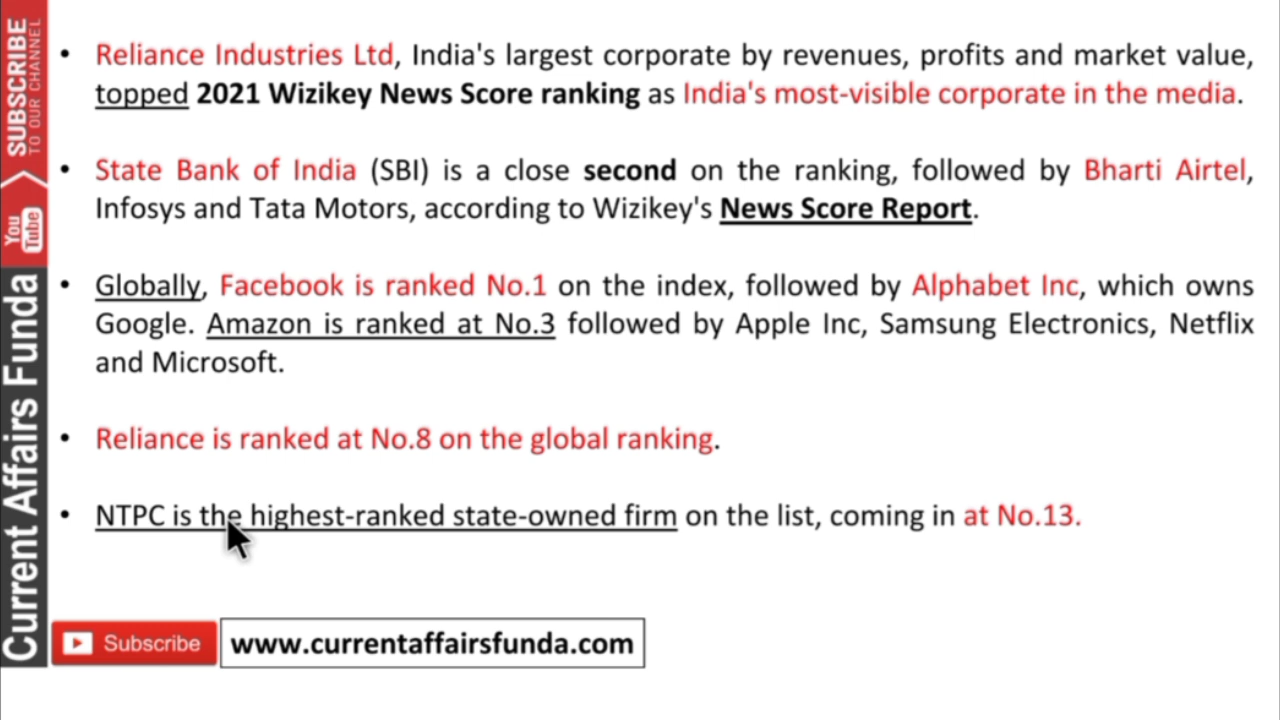 SUBSCRIBE
TO OUR CHANNEL
You
Tube
Current Affairs Funda
• Reliance Industries Ltd, India's largest corporate by revenues, profits and market value,
topped 2021 Wizikey News Score ranking as India's most-visible corporate in the media.
• State Bank of India (SBI) is a close second on the ranking, followed by Bharti Airtel,
Infosys and Tata Motors, according to Wizikey's News Score Report.
• Globally, Facebook is ranked No.1 on the index, followed by Alphabet Inc, which owns
Google. Amazon is ranked at No.3 followed by Apple Inc, Samsung Electronics, Netflix
and Microsoft.
• Reliance is ranked at No.8 on the global ranking.
• NTPC is the highest-ranked state-owned firm on the list, coming in at No.13.
Subscribe
www.currentaffairsfunda.com